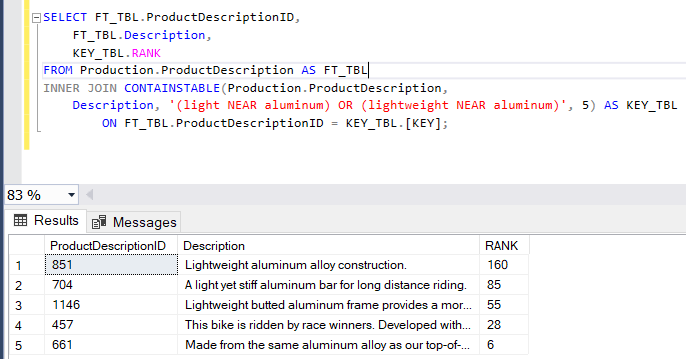 SELECT FT_TBL.ProductDescriptionID,
FT_TBL.Description,
KEY_TBL.RANK
FROM Production.ProductDescription AS FT_TBL
INNER JOIN CONTAINSTABLE(Production.ProductDescription,
Description, '(light NEAR aluminum) OR (lightweight NEAR aluminum)', 5) AS KEY_TBL
ON FT_TBL.ProductDescriptionID = KEY_TBL.[KEY];
83 %
Results Messages
ProductDescriptionID Description RANK
1 851 Lightweight aluminum alloy construction. 160
2 704 A light yet stiff aluminum bar for long distance riding. 85
3 1146 Lightweight butted aluminum frame provides a mor... 55
4 457 This bike is ridden by race winners. Developed with... 28
5 661 Made from the same aluminum alloy as our top-of-... 6